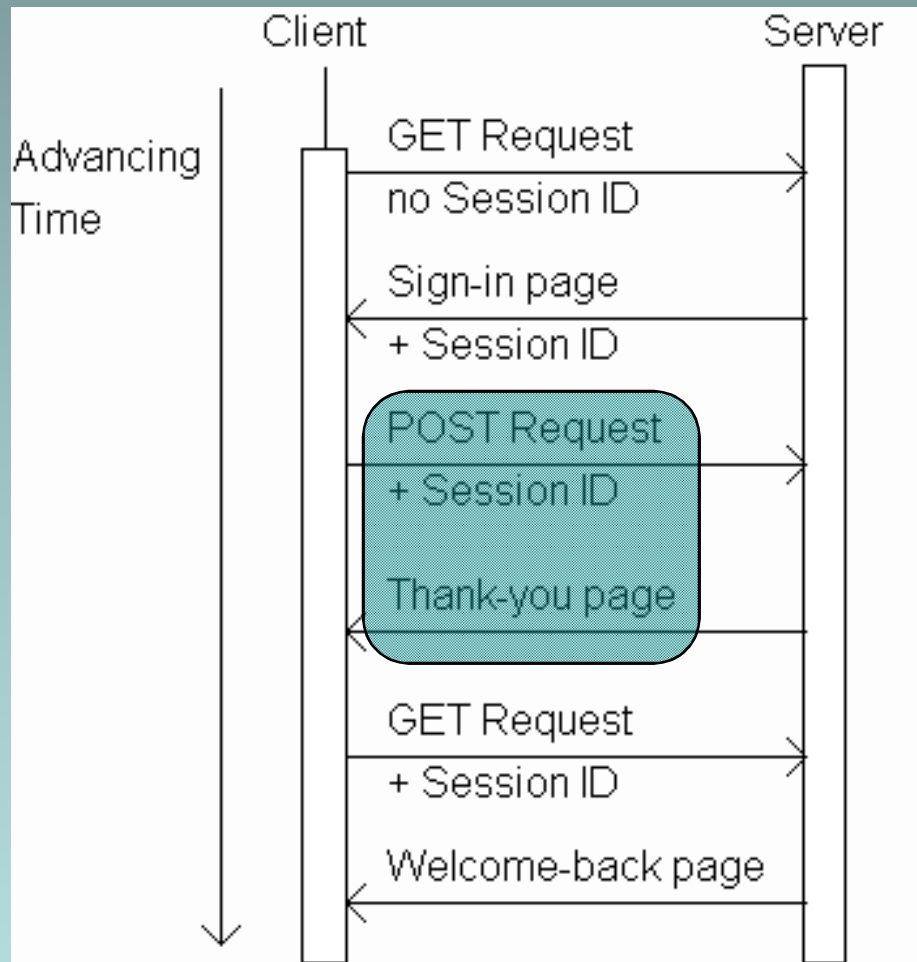 Client
Server
Advancing
Time
GET Request
no Session ID
Sign-in page
+ Session ID
POST Request
+ Session ID
Thank-you page
GET Request
+ Session ID
Welcome-back page